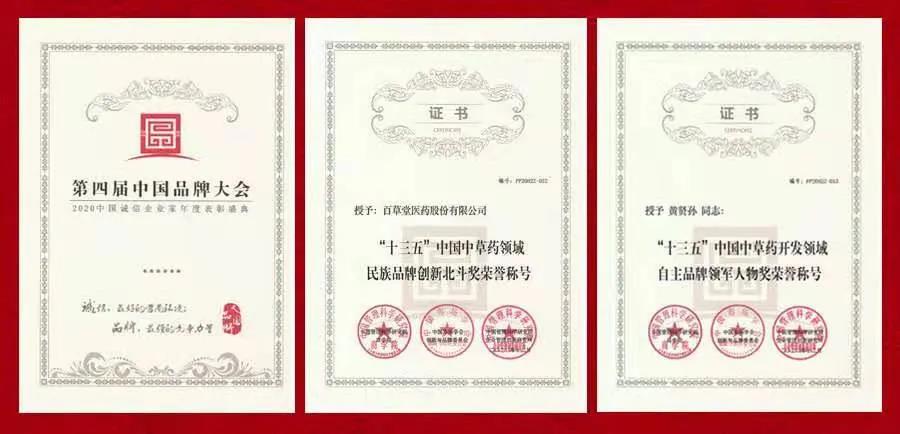 第四届中国品牌大会
2020中国诚信企业家年度表彰盛典
诚信，最好的营商环境；
品牌，最强的竞争力量
证书
CERTIFICATE
编号：PP20022-012
授予：百草堂医药股份有限公司
“十三五”中国中草药领域
民族品牌创新北斗奖荣誉称号
证书
CERTIFICATE
编号：PP20022-013
授予 黄贤孙 同志：
“十三五”中国中草药开发领域
自主品牌领军人物奖荣誉称号